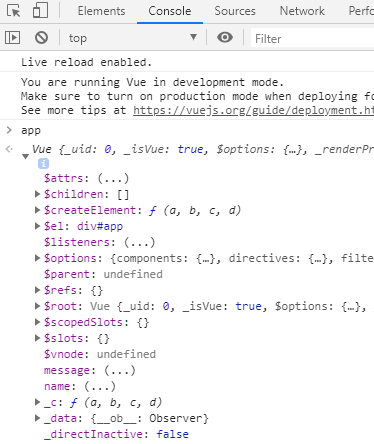 Elements Console Sources Network
top Filter
Live reload enabled.
You are running Vue in development mode.
Make sure to turn on production mode when deploying fo
See more tips at https://vuejs.org/guide/deployment.ht
> app
Vue {_uid: 0, _isVue: true, $options: {…}, _renderPr
i
$attrs: (...)
$children: []
$createElement: ƒ (a, b, c, d)
$el: div#app
$listeners: (...)
$options: {components: {…}, directives: {…}, filte
$parent: undefined
$refs: {}
$root: Vue {_uid: 0, _isVue: true, $options: {…},
$scopedSlots: {}
$slots: {}
$vnode: undefined
message: (...)
name: (...)
_c: ƒ (a, b, c, d)
_data: {__ob__: Observer}
_directInactive: false